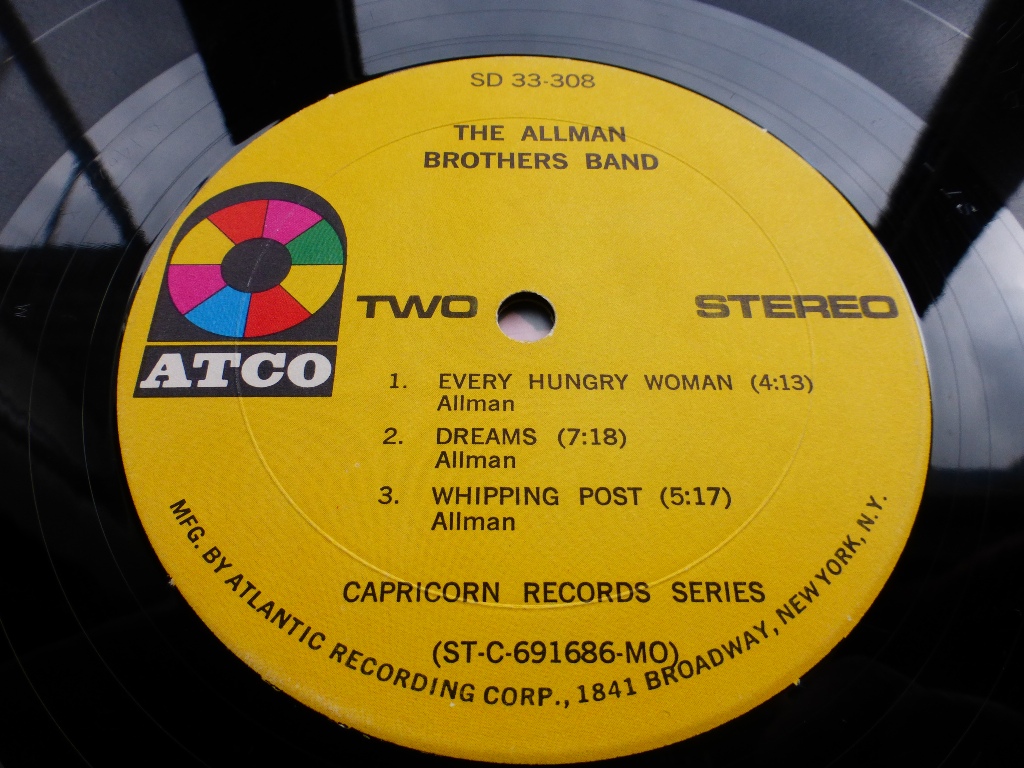 SD 33-308
THE ALLMAN
BROTHERS BAND
TWO
STEREO
ATCO
1. EVERY HUNGRY WOMAN (4:13)
Allman
2. DREAMS (7:18)
Allman
3. WHIPPING POST (5:17)
Allman
CAPRICORN RECORDS SERIES
(ST-C-691686-MO)
MFG. BY ATLANTIC RECORDING CORP., 1841 BROADWAY, NEW YORK, N.Y.